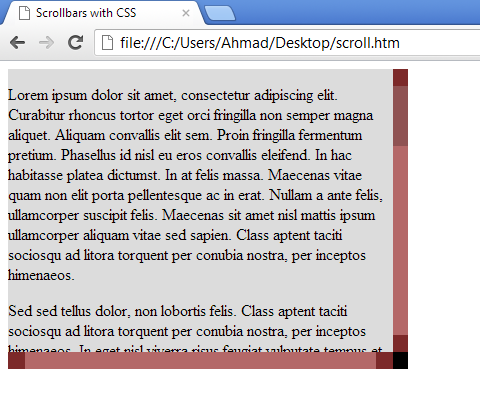 Scrollbars with CSS
file:///C:/Users/Ahmad/Desktop/scroll.htm
Lorem ipsum dolor sit amet, consectetur adipiscing elit.
Curabitur rhoncus tortor eget orci fringilla non semper magna
aliquet. Aliquam convallis elit sem. Proin fringilla fermentum
pretium. Phasellus id nisl eu eros convallis eleifend. In hac
habitasse platea dictumst. In at felis massa. Maecenas vitae
quam non elit porta pellentesque ac in erat. Nullam a ante felis,
ullamcorper suscipit felis. Maecenas sit amet nisl mattis ipsum
ullamcorper aliquam vitae sed sapien. Class aptent taciti
sociosqu ad litora torquent per conubia nostra, per inceptos
himenaeos.
Sed sed tellus dolor, non lobortis felis. Class aptent taciti
sociosqu ad litora torquent per conubia nostra, per inceptos
himenaeos. In eget nisl viverra risus feugiat vulputate tempus et